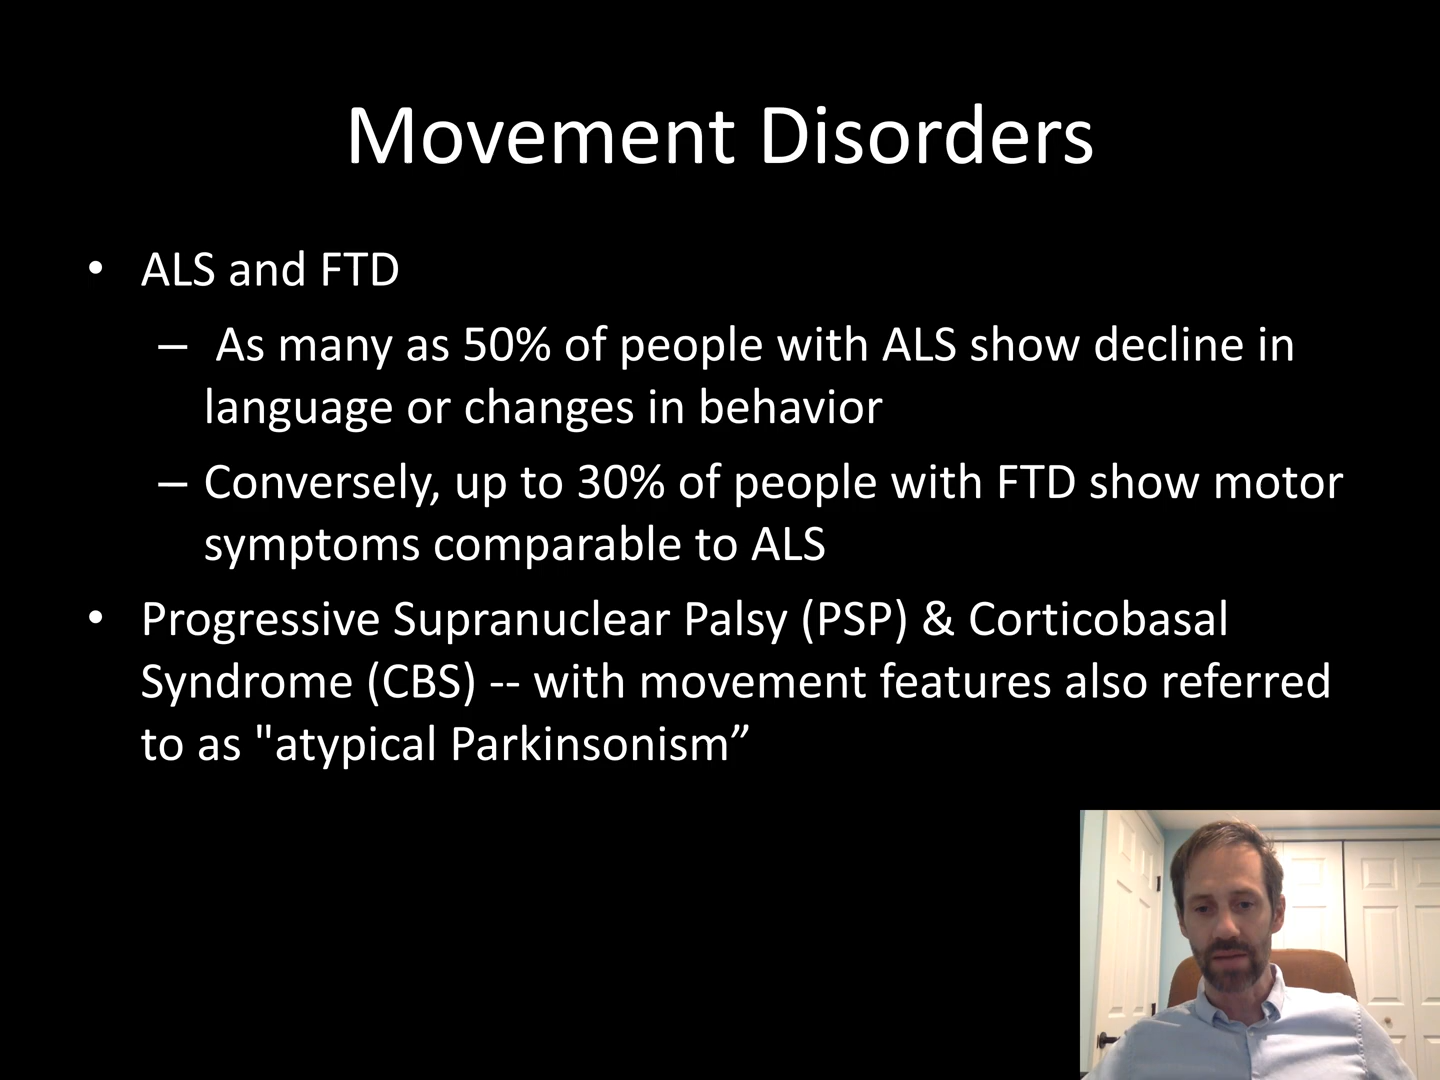 Movement Disorders
• ALS and FTD
– As many as 50% of people with ALS show decline in
language or changes in behavior
– Conversely, up to 30% of people with FTD show motor
symptoms comparable to ALS
• Progressive Supranuclear Palsy (PSP) & Corticobasal
Syndrome (CBS) -- with movement features also referred
to as "atypical Parkinsonism”